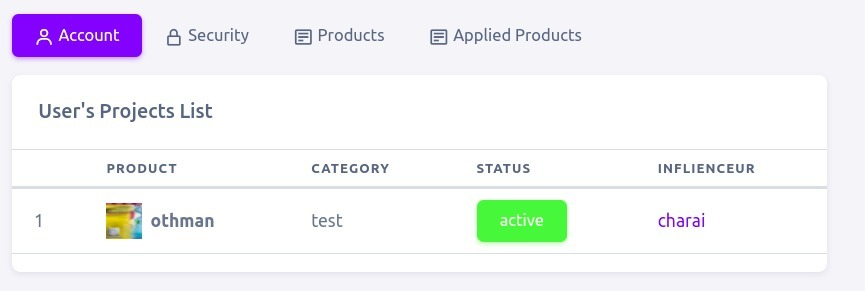 Account Security Products Applied Products
User's Projects List
PRODUCT CATEGORY STATUS INFLIENCEUR
1 othman test active charai